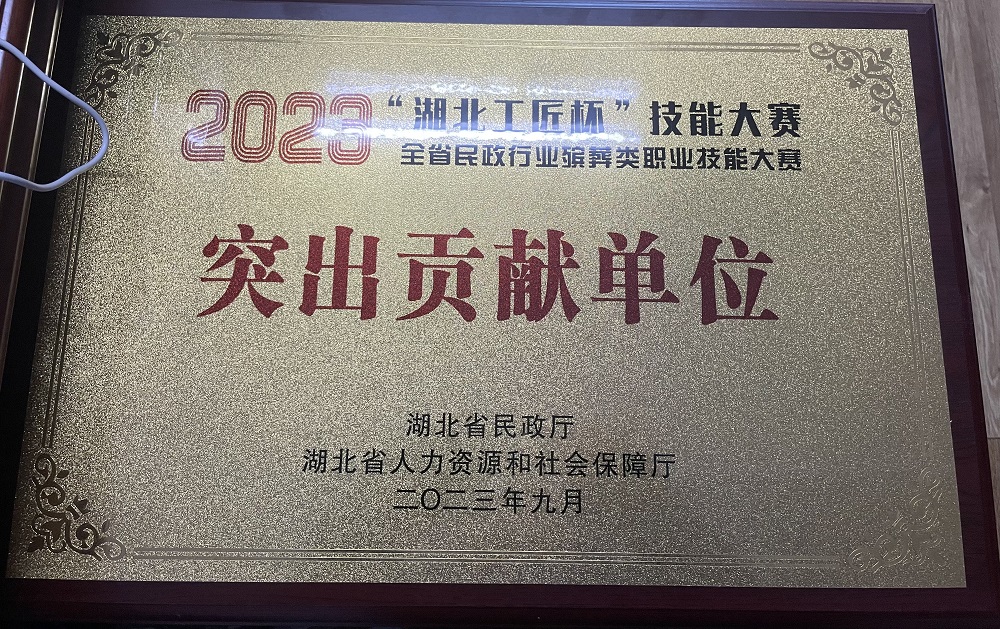 2023“湖北工匠杯”技能大赛
全省民政行业殡葬类职业技能大赛
突出贡献单位
湖北省民政厅
湖北省人力资源和社会保障厅
二〇二三年九月